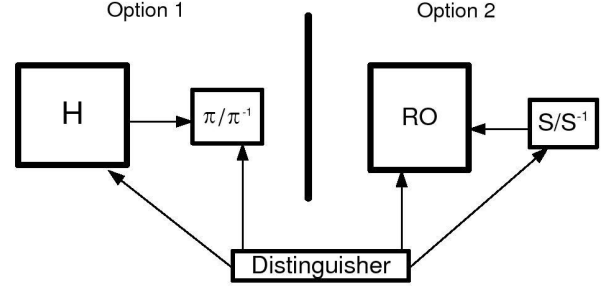 Option 1
Option 2
H
π/π⁻¹
RO
S/S⁻¹
Distinguisher